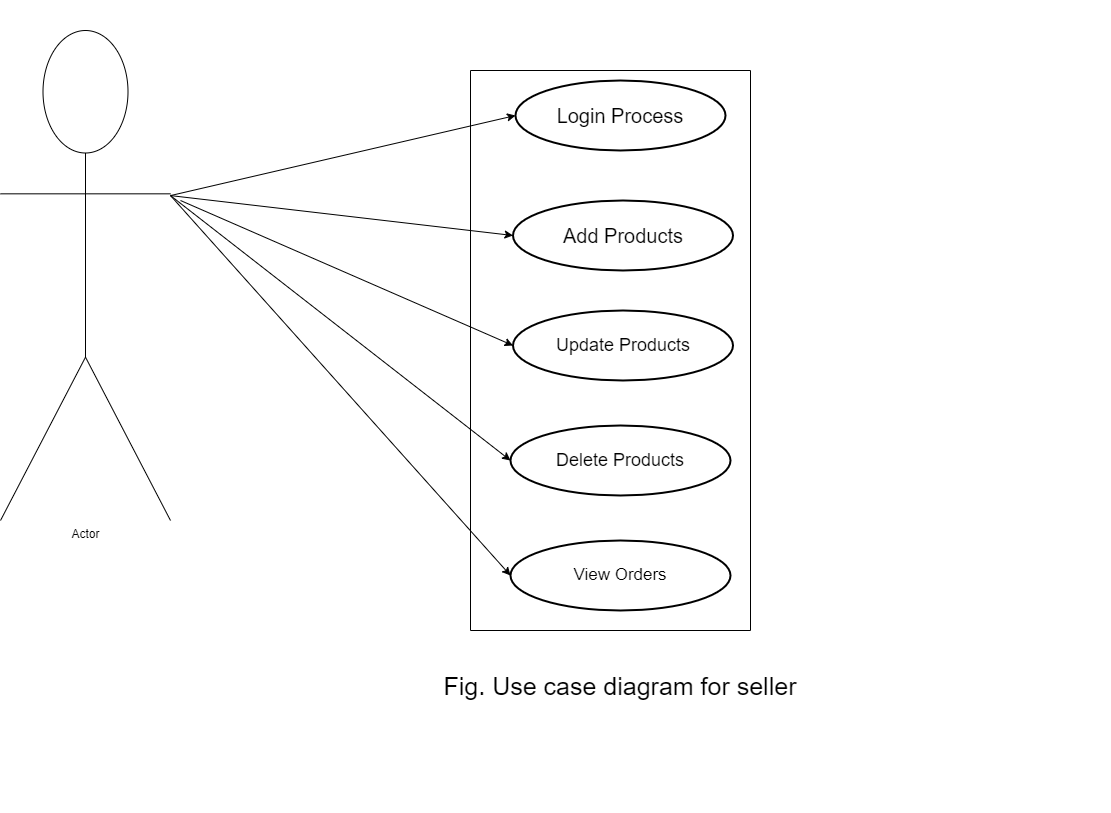 Login Process
Add Products
Update Products
Delete Products
Actor
View Orders
Fig. Use case diagram for seller